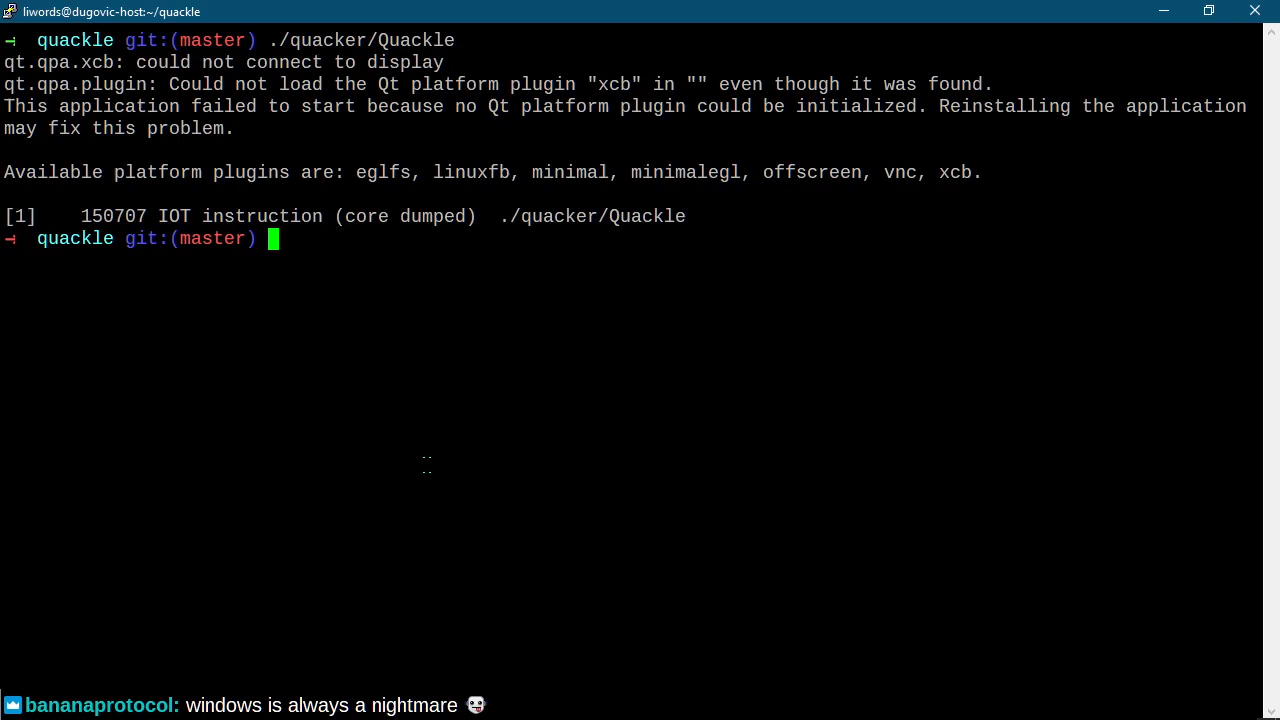 liwords@dugovic-host:~/quackle
→ quackle git:(master) ./quacker/Quackle
qt.qpa.xcb: could not connect to display
qt.qpa.plugin: Could not load the Qt platform plugin "xcb" in "" even though it was found.
This application failed to start because no Qt platform plugin could be initialized. Reinstalling the application
may fix this problem.
Available platform plugins are: eglfs, linuxfb, minimal, minimalegl, offscreen, vnc, xcb.
[1]    150707 IOT instruction (core dumped)  ./quacker/Quackle
→ quackle git:(master)
bananaprotocol: windows is always a nightmare